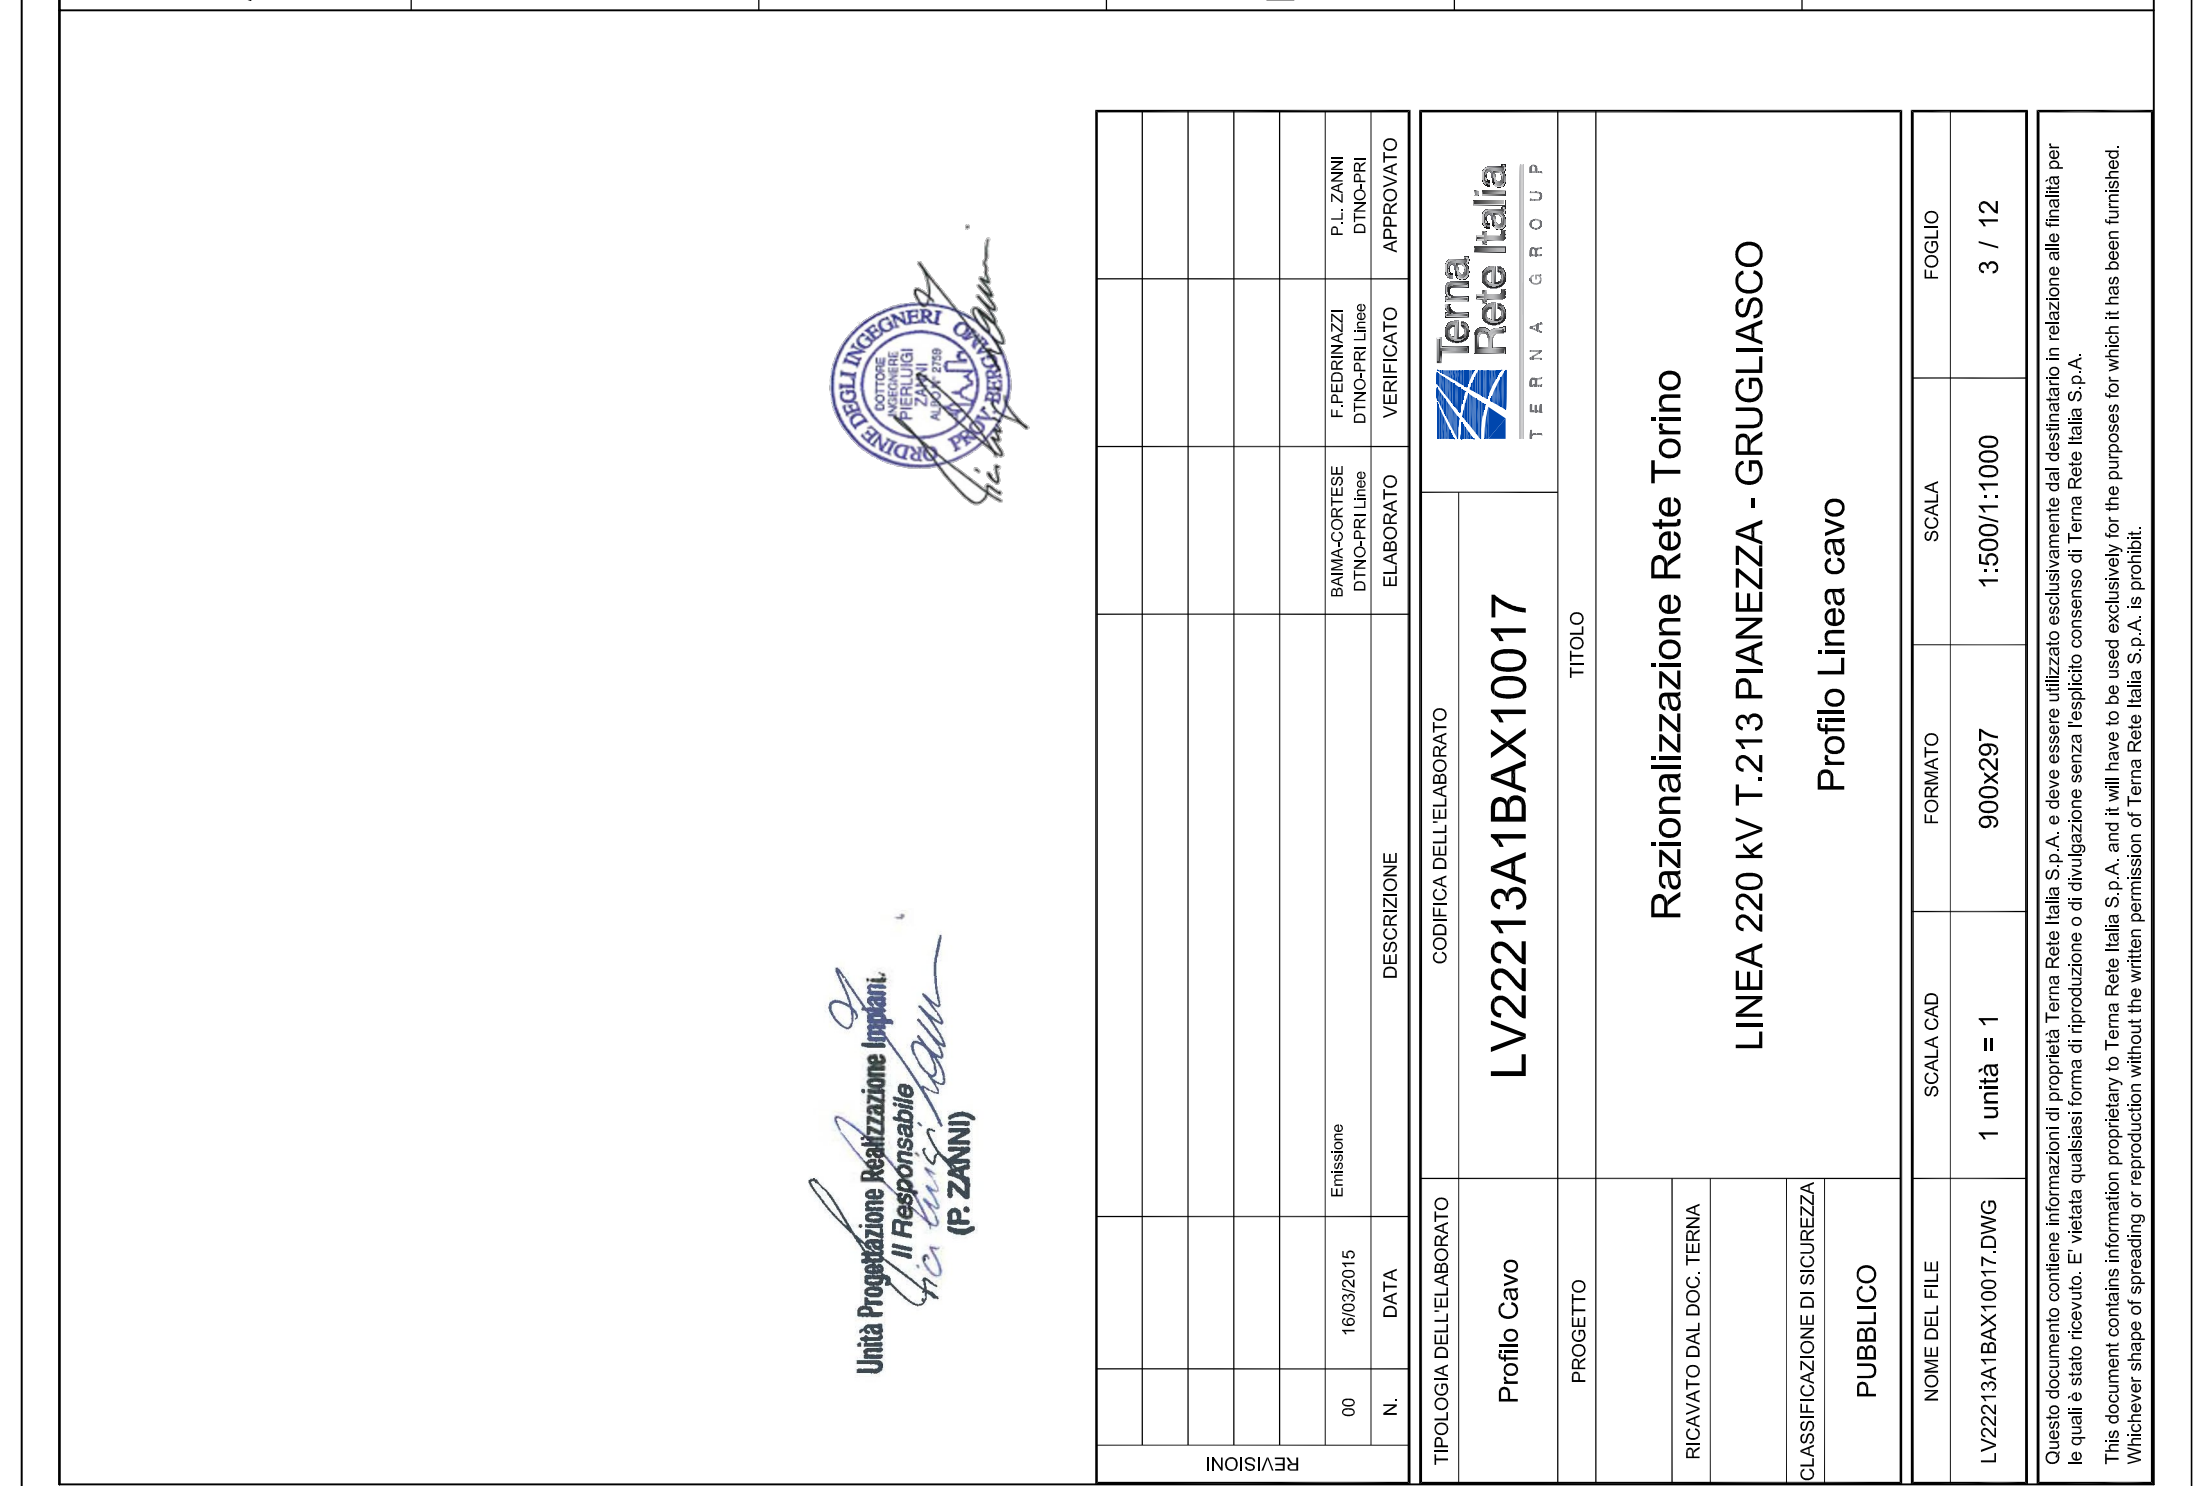 Unità Progettazione Realizzazione Impianti
Il Responsabile
(P. ZANNI)
ORDINE DEGLI INGEGNERI
PROV. BERGAMO
DOTTORE
INGEGNERE
PIERLUIGI
ZANNI
ALBO N° 2759
REVISIONI
00 16/03/2015 Emissione BAIMA-CORTESE F.PEDRINAZZI P.L. ZANNI
DTNO-PRI Linee DTNO-PRI Linee DTNO-PRI
N. DATA DESCRIZIONE ELABORATO VERIFICATO APPROVATO
TIPOLOGIA DELL'ELABORATO CODIFICA DELL'ELABORATO
Profilo Cavo LV22213A1BAX10017
Terna
Rete Italia
TERNA GROUP
PROGETTO TITOLO
RICAVATO DAL DOC. TERNA
CLASSIFICAZIONE DI SICUREZZA
PUBBLICO
Razionalizzazione Rete Torino
LINEA 220 kV T.213 PIANEZZA - GRUGLIASCO
Profilo Linea cavo
NOME DEL FILE SCALA CAD FORMATO SCALA FOGLIO
LV22213A1BAX10017.DWG 1 unità = 1 900x297 1:500/1:1000 3 / 12
Questo documento contiene informazioni di proprietà Terna Rete Italia S.p.A. e deve essere utilizzato esclusivamente dal destinatario in relazione alle finalità per
le quali è stato ricevuto. E' vietata qualsiasi forma di riproduzione o di divulgazione senza l'esplicito consenso di Terna Rete Italia S.p.A.
This document contains information proprietary to Terna Rete Italia S.p.A. and it will have to be used exclusively for the purposes for which it has been furnished.
Whichever shape of spreading or reproduction without the written permission of Terna Rete Italia S.p.A. is prohibit.